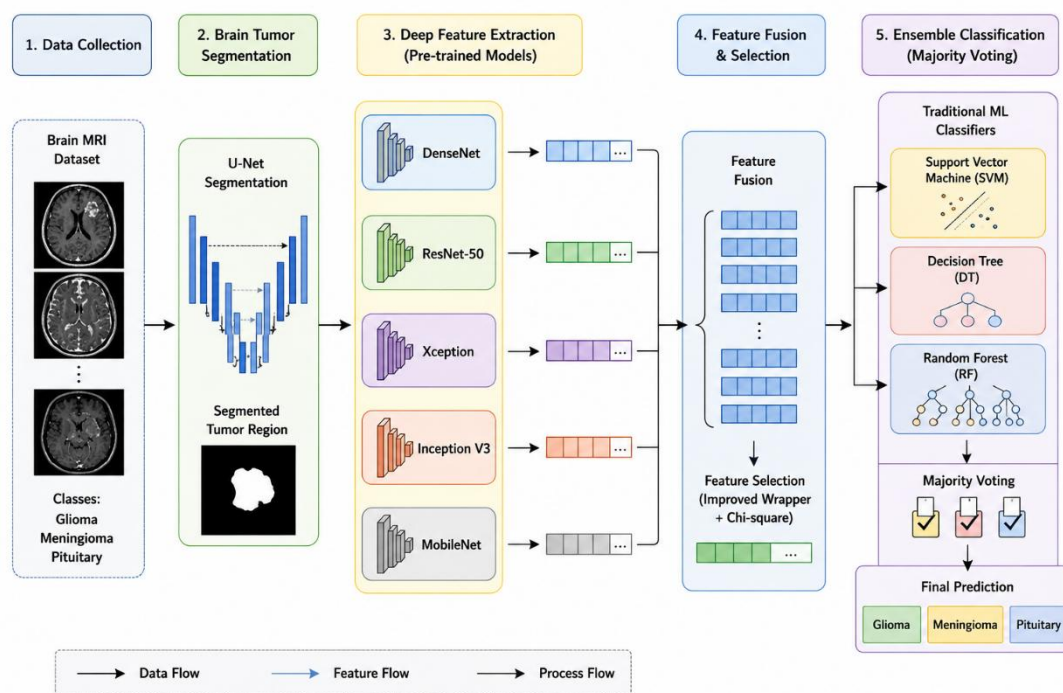 1. Data Collection
2. Brain Tumor
Segmentation
3. Deep Feature Extraction
(Pre-trained Models)
4. Feature Fusion
& Selection
5. Ensemble Classification
(Majority Voting)
Brain MRI
Dataset
Classes:
Glioma
Meningioma
Pituitary
U-Net
Segmentation
Segmented
Tumor Region
DenseNet
...
ResNet-50
...
Xception
...
Inception V3
...
MobileNet
...
Feature
Fusion
Feature Selection
(Improved Wrapper
+ Chi-square)
...
Traditional ML
Classifiers
Support Vector
Machine (SVM)
Decision Tree
(DT)
Random Forest
(RF)
Majority Voting
Final Prediction
Glioma
Meningioma
Pituitary
Data Flow
Feature Flow
Process Flow